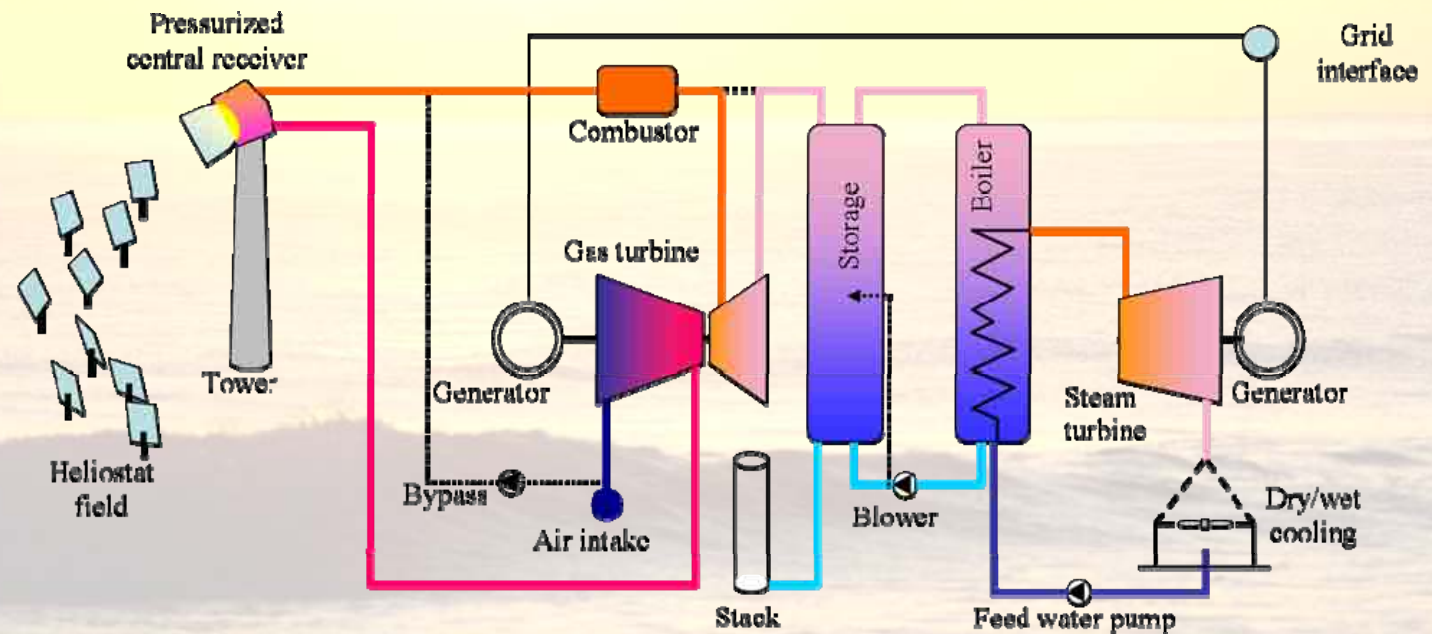 Pressurized
central receiver
Grid
interface
Combustor
Storage
Boiler
Gas turbine
Tower
Generator
Steam
turbine
Generator
Heliostat
field
Bypass
Air intake
Blower
Dry/wet
cooling
Stack
Feed water pump